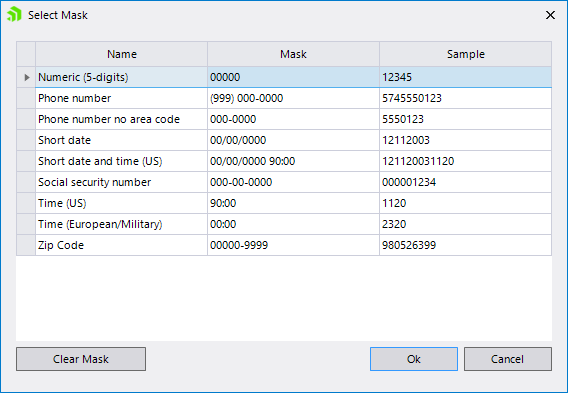 Select Mask
Name Mask Sample
Numeric (5-digits) 00000 12345
Phone number (999) 000-0000 5745550123
Phone number no area code 000-0000 5550123
Short date 00/00/0000 12112003
Short date and time (US) 00/00/0000 90:00 121120031120
Social security number 000-00-0000 000001234
Time (US) 90:00 1120
Time (European/Military) 00:00 2320
Zip Code 00000-9999 980526399
Clear Mask Ok Cancel